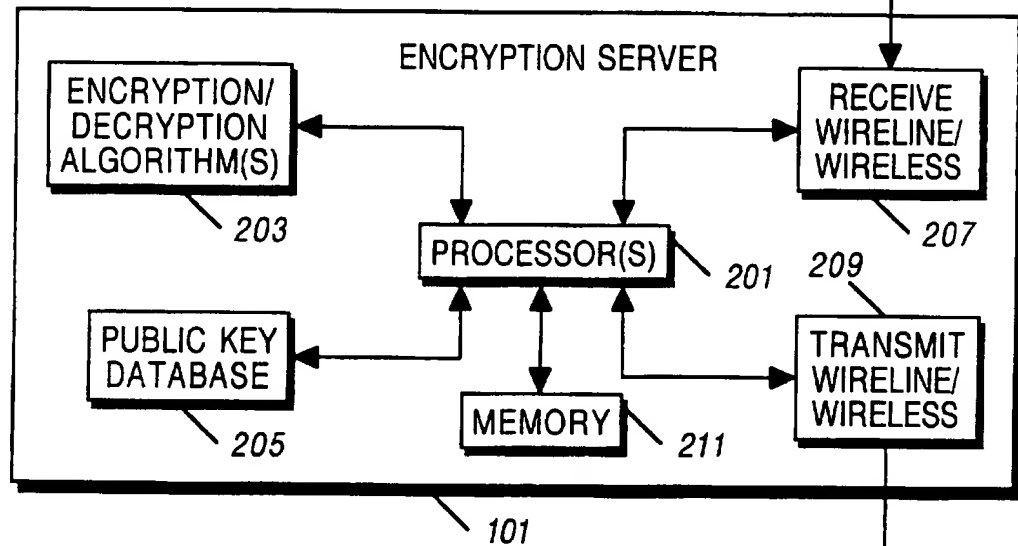 ENCRYPTION SERVER
ENCRYPTION/
DECRYPTION
ALGORITHM(S)
203
RECEIVE
WIRELINE/
WIRELESS
207
PROCESSOR(S)
201
209
PUBLIC KEY
DATABASE
205
MEMORY
211
TRANSMIT
WIRELINE/
WIRELESS
101